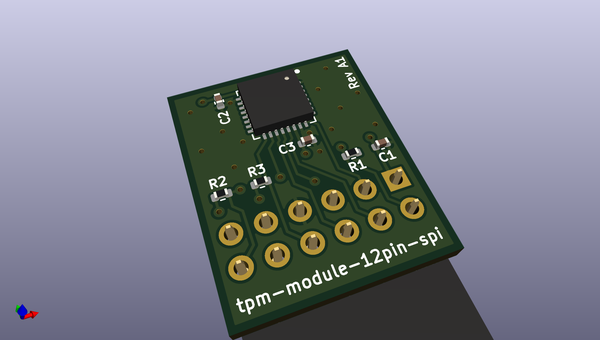 Rev A1
C2
C3
R1
C1
R3
R2
tpm-module-12pin-spi